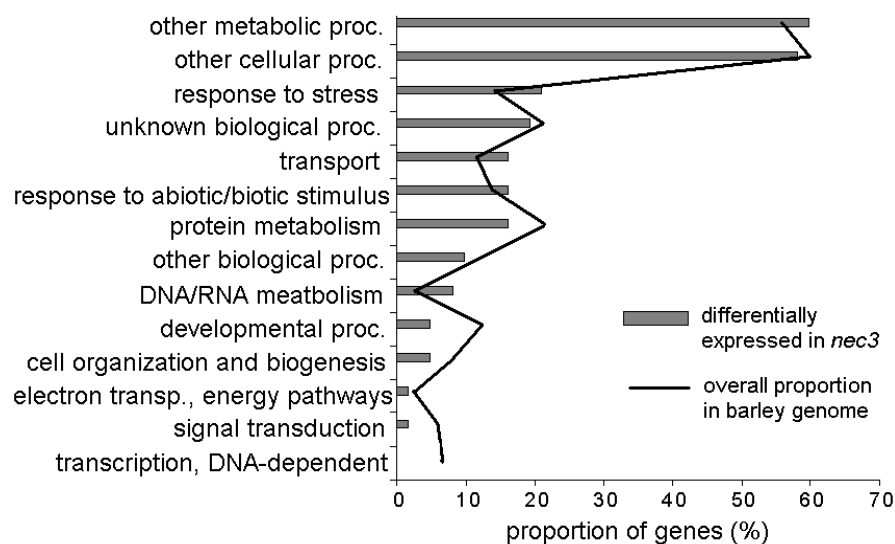 other metabolic proc.
other cellular proc.
response to stress
unknown biological proc.
transport
response to abiotic/biotic stimulus
protein metabolism
other biological proc.
DNA/RNA meatbolism
developmental proc.
cell organization and biogenesis
electron transp., energy pathways
signal transduction
transcription, DNA-dependent
differentially
expressed in nec3
overall proportion
in barley genome
0 10 20 30 40 50 60 70
proportion of genes (%)